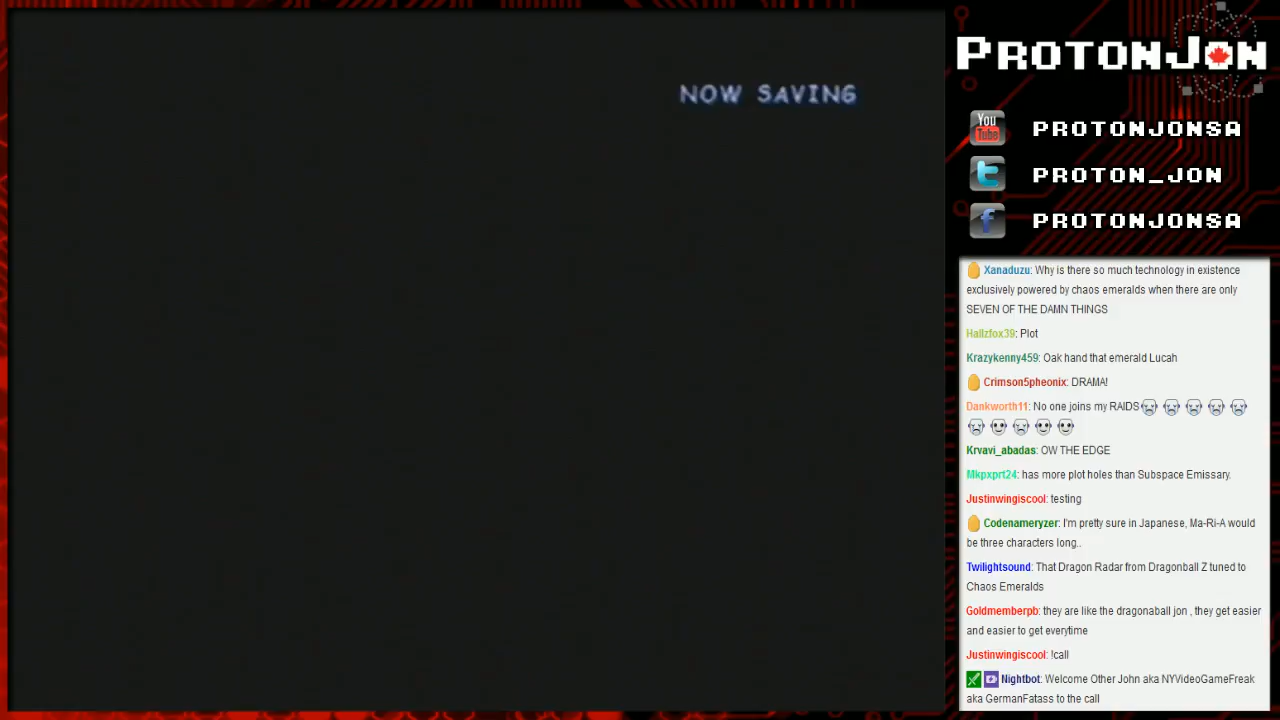 NOW SAVING
PROTONJON
You
Tube
PROTONJONSA
t
PROTON_JON
f
PROTONJONSA
Xanaduzu: Why is there so much technology in existence
exclusively powered by chaos emeralds when there are only
SEVEN OF THE DAMN THINGS
Hallzfox39: Plot
Krazykenny459: Oak hand that emerald Lucah
Crimson5pheonix: DRAMA!
Dankworth11: No one joins my RAIDS
Krvavi_abadas: OW THE EDGE
Mkpxprt24: has more plot holes than Subspace Emissary.
Justinwingiscool: testing
Codenameryzer: I'm pretty sure in Japanese, Ma-Ri-A would
be three characters long..
Twilightsound: That Dragon Radar from Dragonball Z tuned to
Chaos Emeralds
Goldmemberpb: they are like the dragonaball jon , they get easier
and easier to get everytime
Justinwingiscool: !call
Nightbot: Welcome Other John aka NYVideoGameFreak
aka GermanFatass to the call